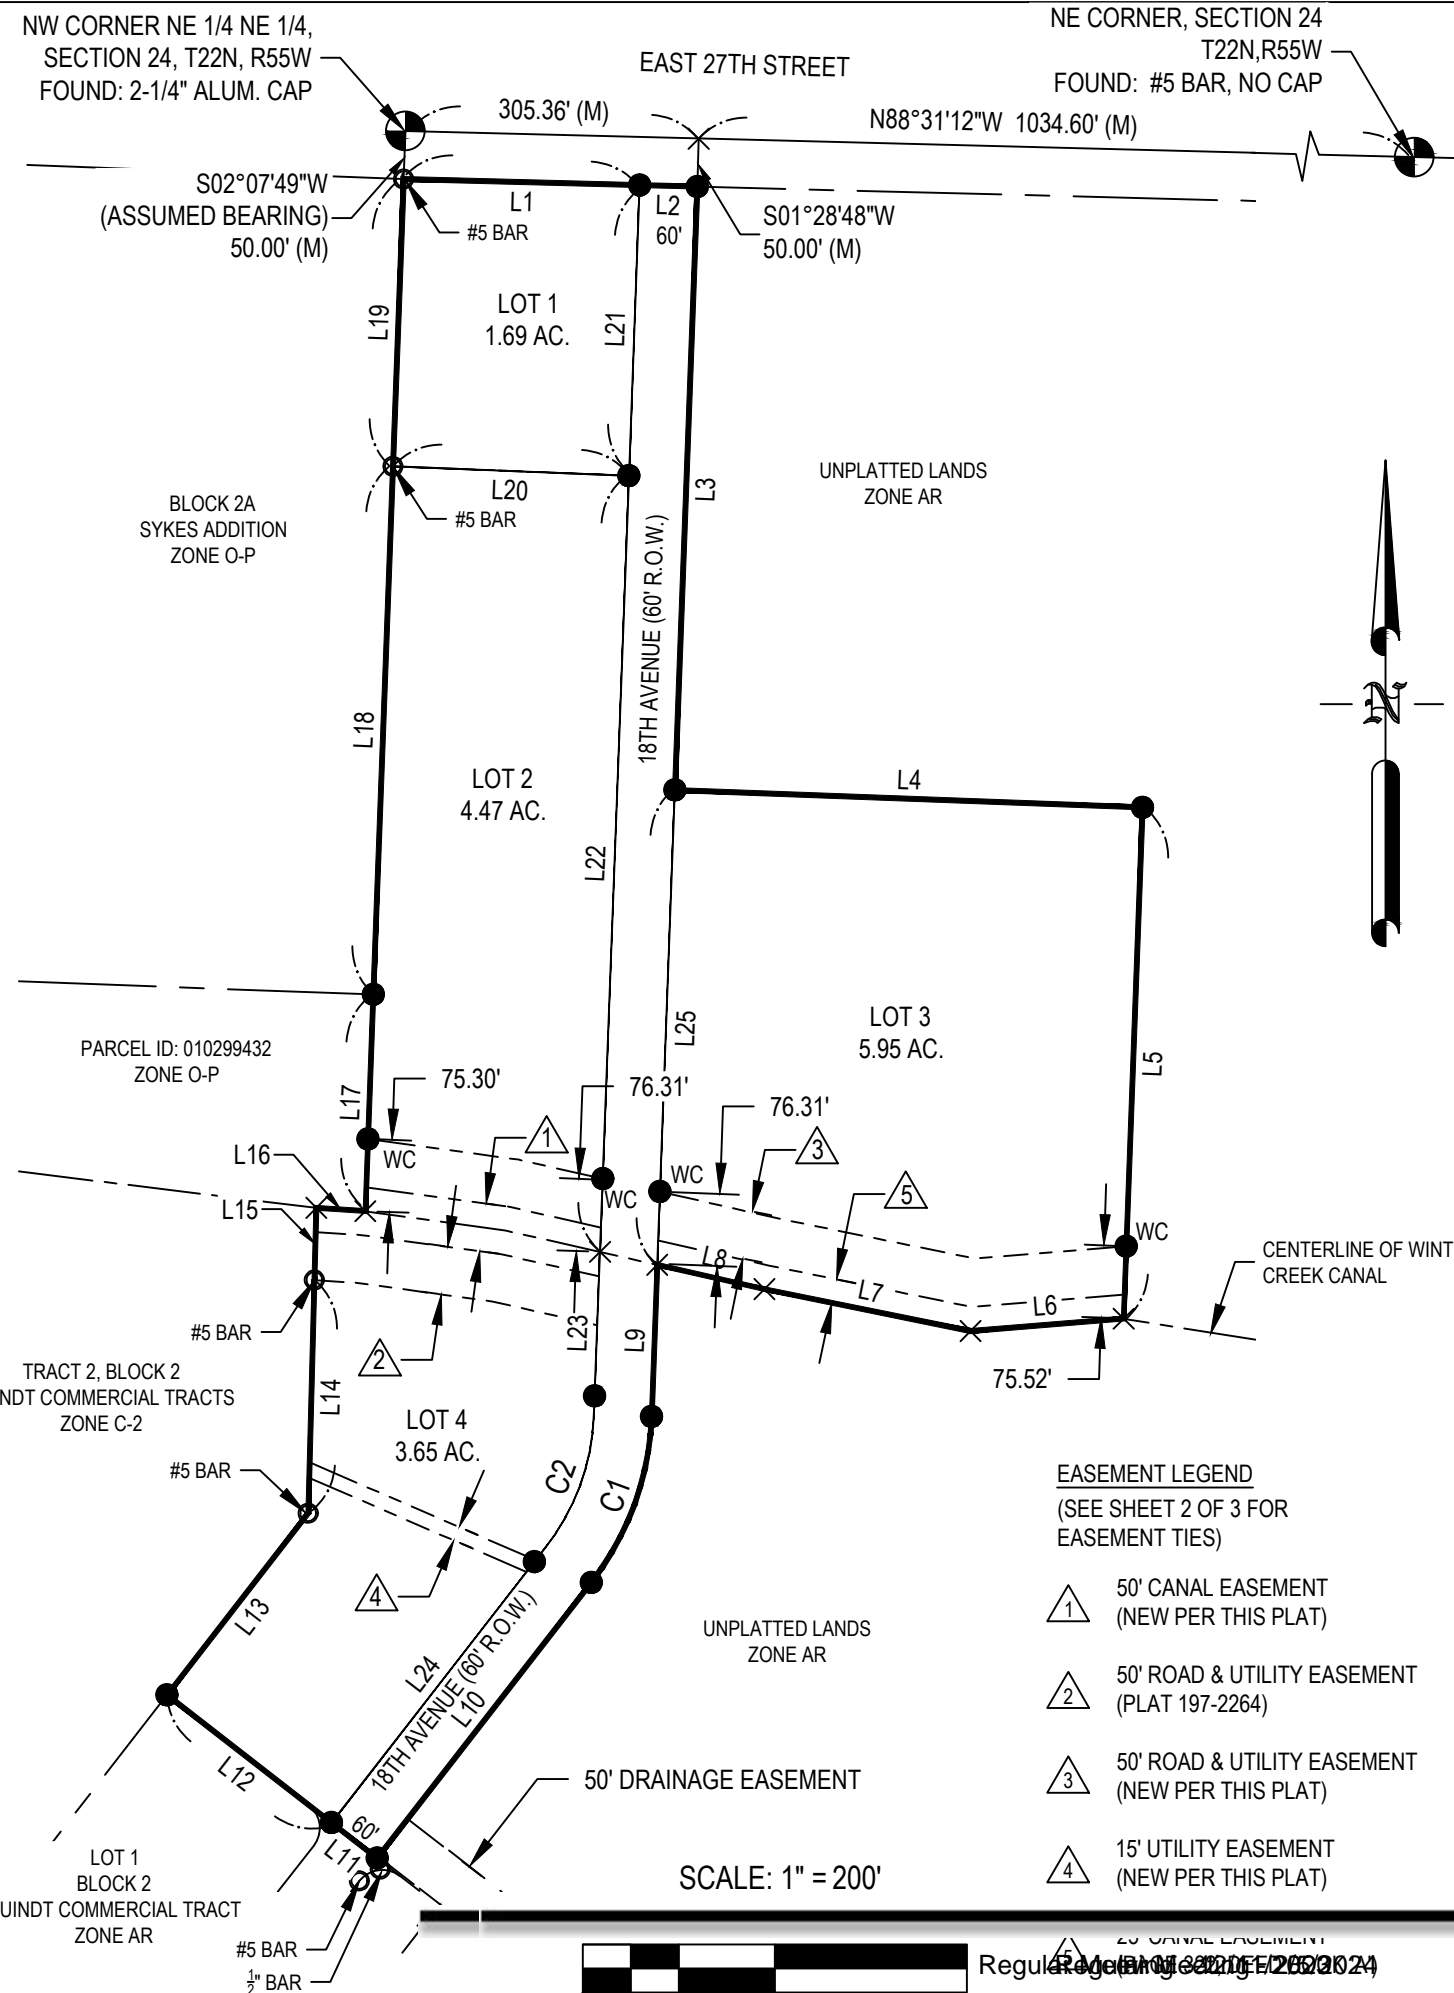 NW CORNER NE 1/4 NE 1/4,
SECTION 24, T22N, R55W
FOUND: 2-1/4" ALUM. CAP
EAST 27TH STREET
NE CORNER, SECTION 24
T22N,R55W
FOUND: #5 BAR, NO CAP
305.36' (M)
N88°31'12"W 1034.60' (M)
S02°07'49"W
(ASSUMED BEARING)
50.00' (M)
L1
#5 BAR
L2
60'
S01°28'48"W
50.00' (M)
LOT 1
1.69 AC.
L19
L21
L20
#5 BAR
L3
UNPLATTED LANDS
ZONE AR
BLOCK 2A
SYKES ADDITION
ZONE O-P
18TH AVENUE (60' R.O.W.)
L18
LOT 2
4.47 AC.
L4
L22
N
LOT 3
5.95 AC.
L25
L5
PARCEL ID: 010299432
ZONE O-P
L17
75.30'
76.31'
76.31'
1
3
5
L16
WC
WC
WC
WC
L15
L8
L7
L6
CENTERLINE OF WINT
CREEK CANAL
#5 BAR
2
L23
L9
75.52'
TRACT 2, BLOCK 2
NDT COMMERCIAL TRACTS
ZONE C-2
L14
LOT 4
3.65 AC.
#5 BAR
C2
C1
4
L13
L24
18TH AVENUE (60' R.O.W.)
L10
UNPLATTED LANDS
ZONE AR
L12
60'
L11
50' DRAINAGE EASEMENT
LOT 1
BLOCK 2
UINDT COMMERCIAL TRACT
ZONE AR
#5 BAR
1/2" BAR
SCALE: 1" = 200'
EASEMENT LEGEND
(SEE SHEET 2 OF 3 FOR
EASEMENT TIES)
1 50' CANAL EASEMENT
(NEW PER THIS PLAT)
2 50' ROAD & UTILITY EASEMENT
(PLAT 197-2264)
3 50' ROAD & UTILITY EASEMENT
(NEW PER THIS PLAT)
4 15' UTILITY EASEMENT
(NEW PER THIS PLAT)
CANAL EASEMENT